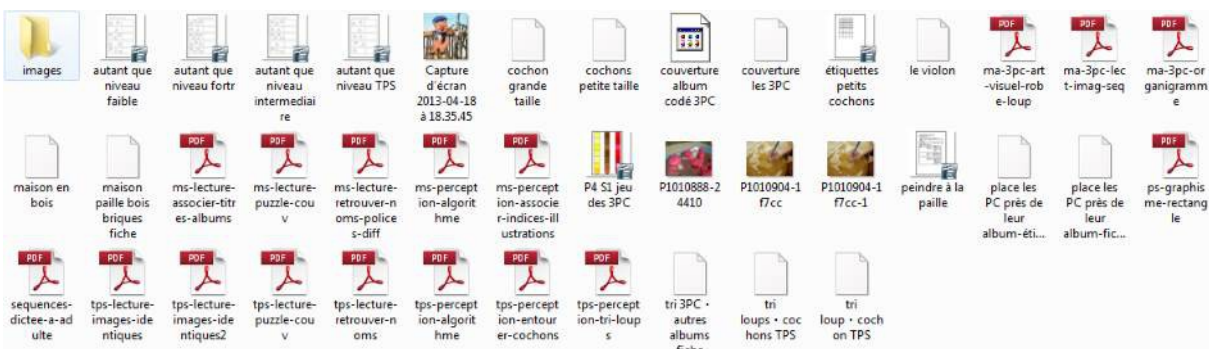 images
autant que
niveau
faible
autant que
niveau fortr
autant que
niveau
intermediai
re
autant que
niveau TPS
Capture
d'écran
2013-04-18
à 18.35.45
cochon
grande
taille
cochons
petite taille
couverture
album
codé 3PC
couverture
les 3PC
étiquettes
petits
cochons
le violon
PDF
ma-3pc-art
-visuel-rob
e-loup
PDF
ma-3pc-lec
t-imag-seq
PDF
ma-3pc-or
ganigramm
e
maison en
bois
maison
paille bois
briques
fiche
PDF
ms-lecture-
associer-titr
es-albums
PDF
ms-lecture-
puzzle-cou
v
PDF
ms-lecture-
retrouver-n
oms-police
s-diff
PDF
ms-percept
ion-algorit
hme
PDF
ms-percept
ion-associe
r-indices-ill
ustrations
P4 S1 jeu
des 3PC
P1010888-2
4410
P1010904-1
f7cc
P1010904-1
f7cc-1
peindre à la
paille
place les
PC près de
leur
album-éti...
place les
PC près de
leur
album-fic...
PDF
ps-graphis
me-rectang
le
PDF
sequences-
dictee-a-ad
ulte
PDF
tps-lecture-
images-ide
ntiques
PDF
tps-lecture-
images-ide
ntiques2
PDF
tps-lecture-
puzzle-cou
v
PDF
tps-lecture-
retrouver-n
oms
PDF
tps-percept
ion-algorit
hme
PDF
tps-percept
ion-entour
er-cochons
PDF
tps-percept
ion-tri-loup
s
tri 3PC •
autres
albums
fiche
tri
loups • coc
hons TPS
tri
loup • coch
on TPS